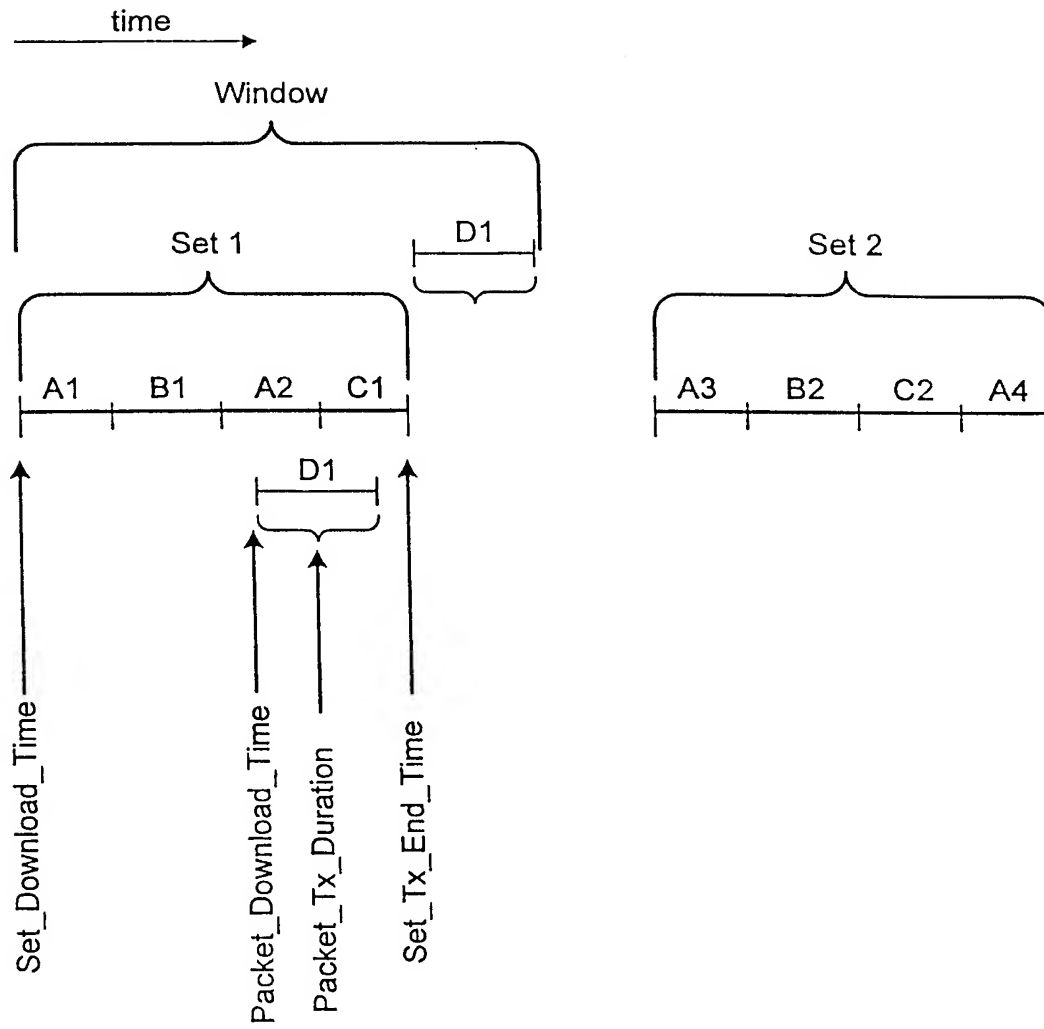 time
Window
D1
Set 1
Set 2
A1 B1 A2 C1
A3 B2 C2 A4
D1
Set_Download_Time
Packet_Download_Time
Packet_Tx_Duration
Set_Tx_End_Time